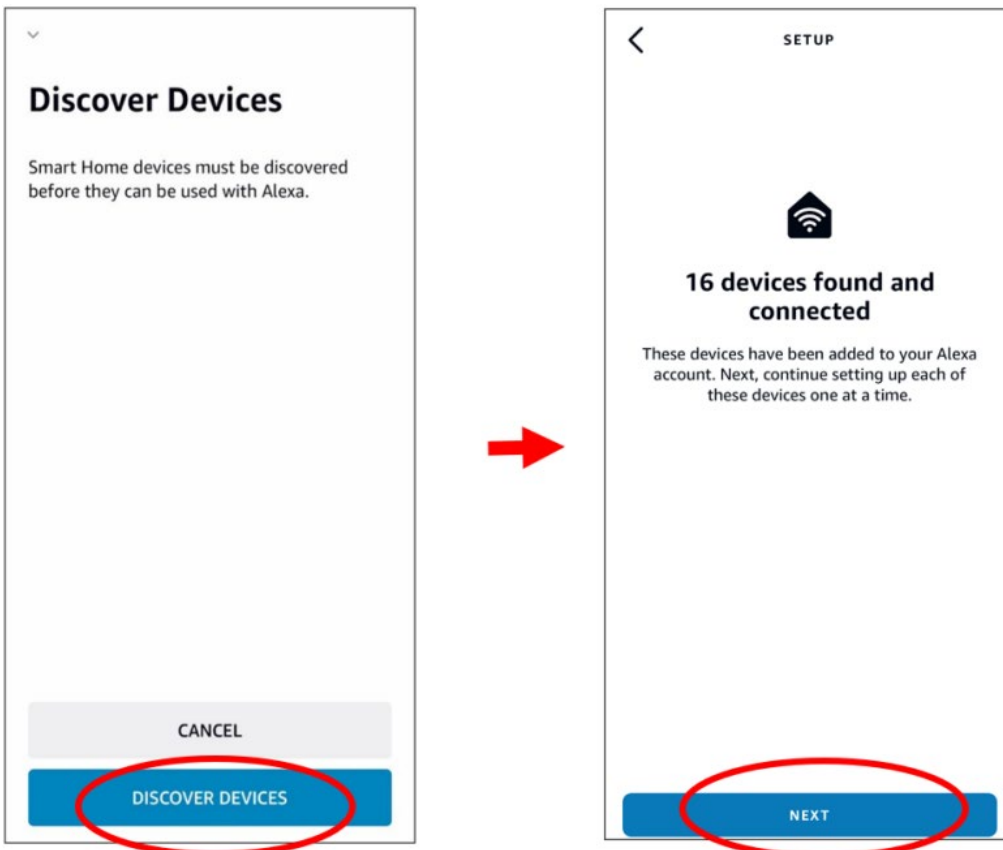 Discover Devices
Smart Home devices must be discovered
before they can be used with Alexa.
CANCEL
DISCOVER DEVICES
SETUP
16 devices found and
connected
These devices have been added to your Alexa
account. Next, continue setting up each of
these devices one at a time.
NEXT